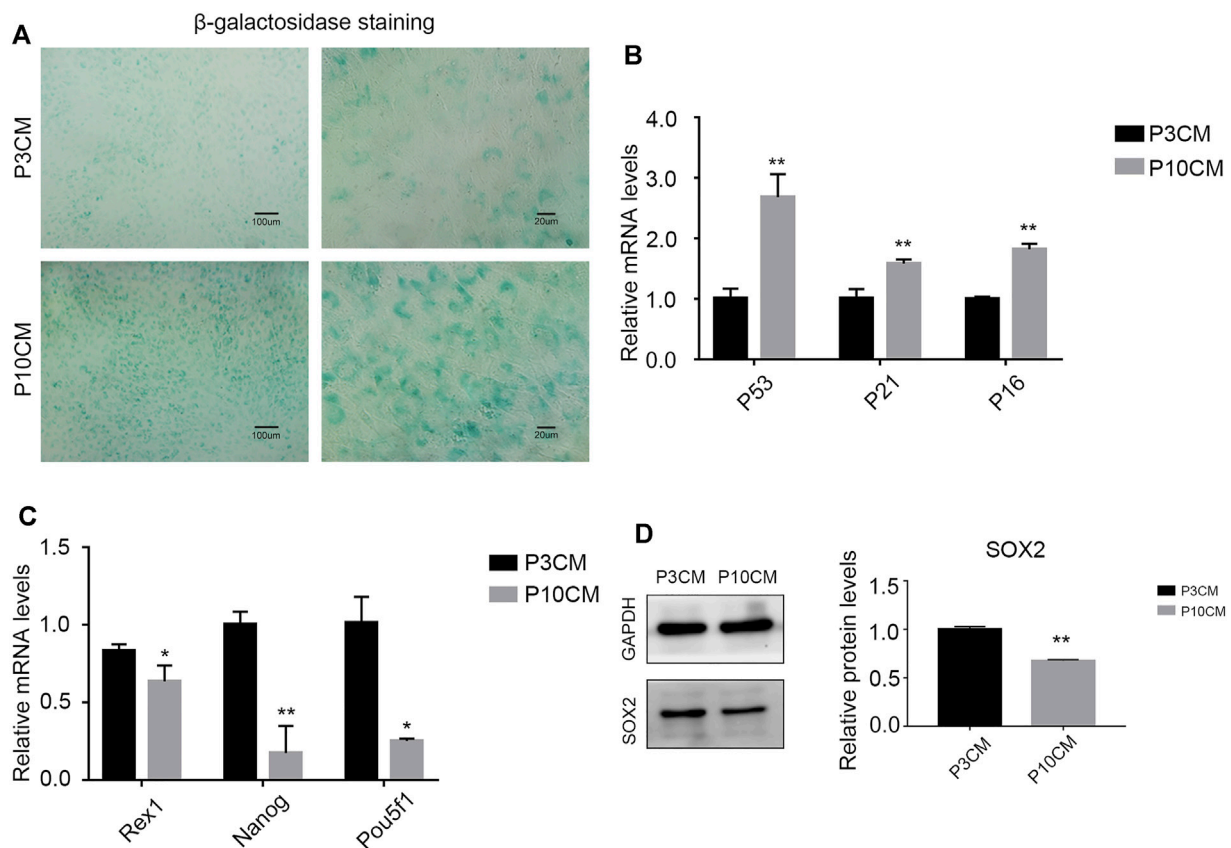 A
β-galactosidase staining
P3CM
100um
20um
P10CM
100um
20um
B
Relative mRNA levels
4.0
3.0
2.0
1.0
0.0
**
**
**
P53
P21
P16
P3CM
P10CM
C
Relative mRNA levels
1.5
1.0
0.5
0.0
*
**
*
Rex1
Nanog
Pou5f1
P3CM
P10CM
D
P3CM P10CM
GAPDH
SOX2
SOX2
Relative protein levels
1.5
1.0
0.5
0.0
**
P3CM
P10CM
P3CM
P10CM